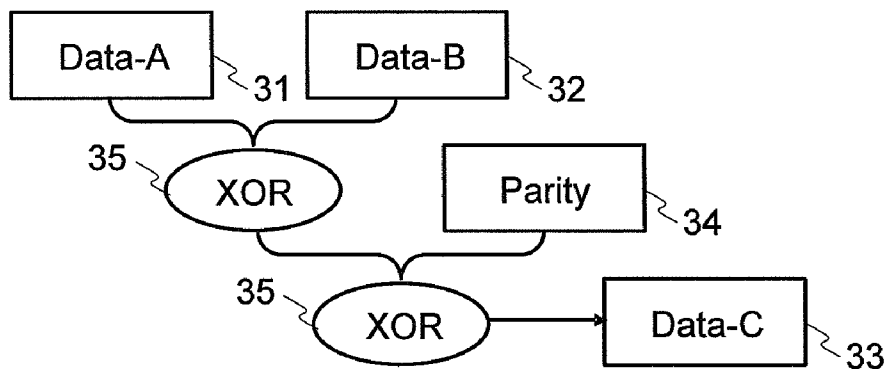 Data-A
31
Data-B
32
35
XOR
Parity
34
35
XOR
Data-C
33